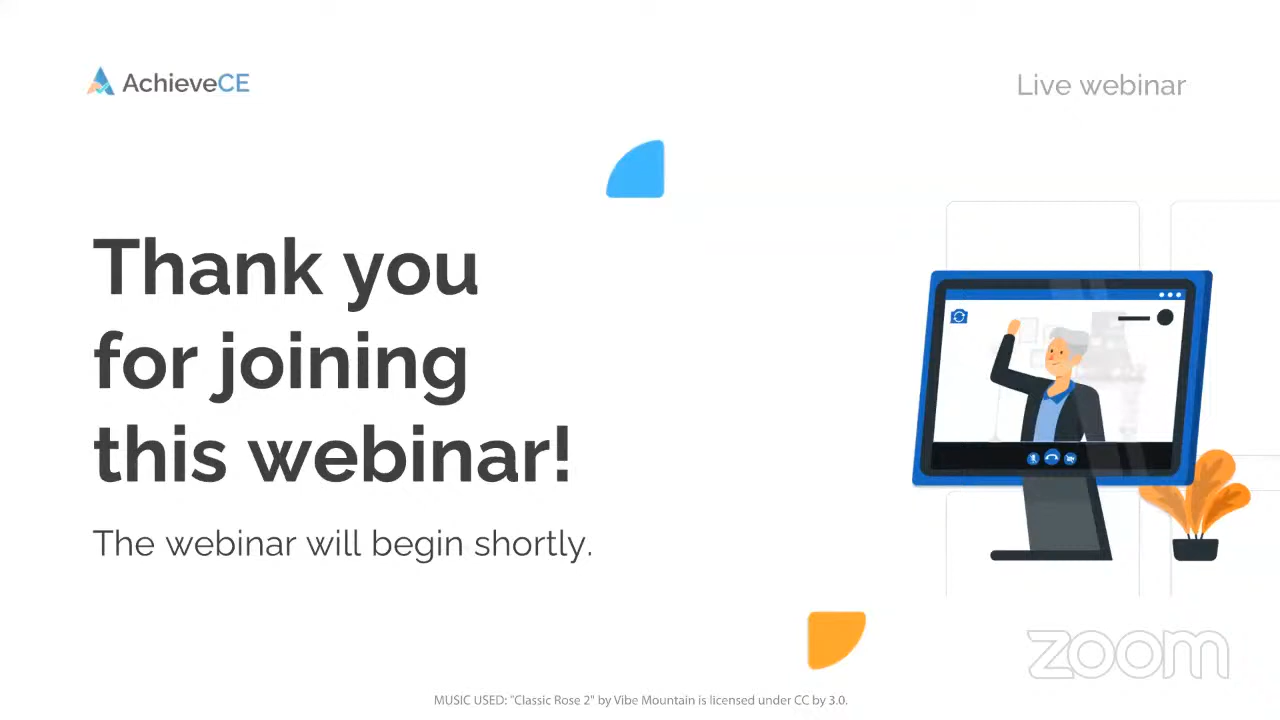 AchieveCE
Live webinar
Thank you
for joining
this webinar!
The webinar will begin shortly.
zoom
MUSIC USED: "Classic Rose 2" by Vibe Mountain is licensed under CC by 3.0.